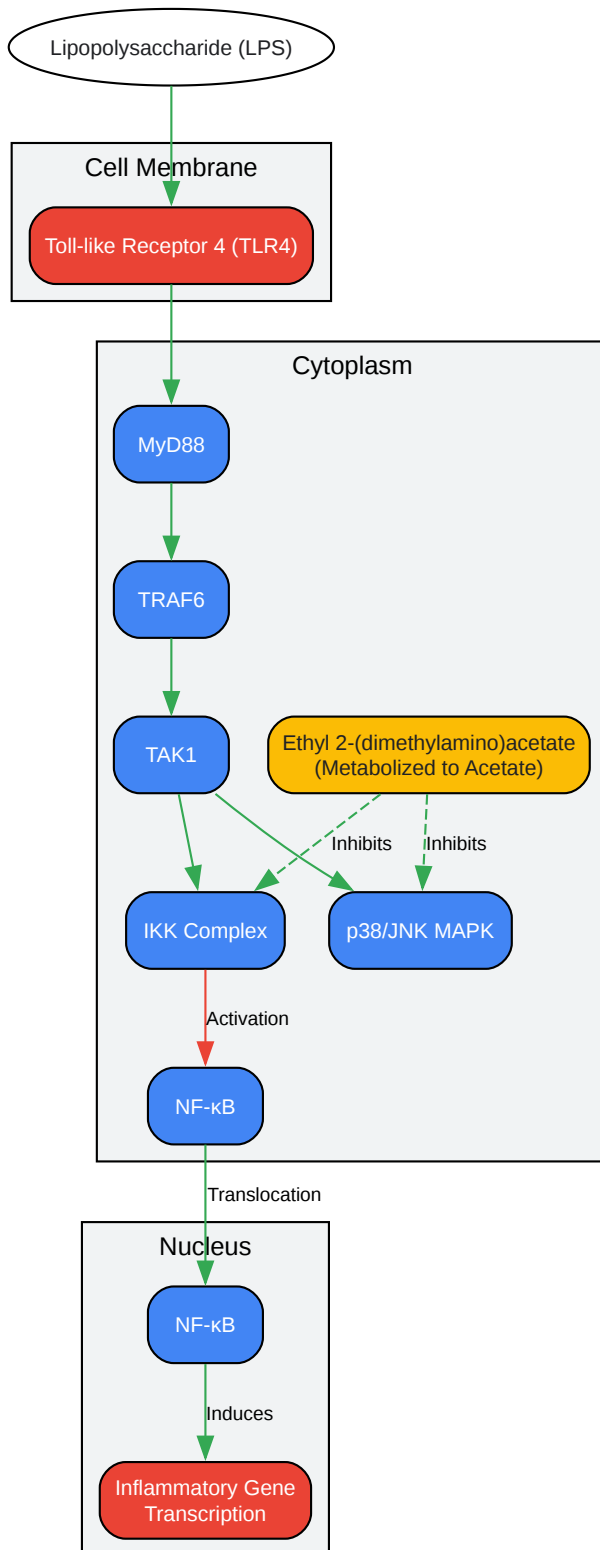 Lipopolysaccharide (LPS)
Cell Membrane
Toll-like Receptor 4 (TLR4)
Cytoplasm
MyD88
TRAF6
TAK1
Ethyl 2-(dimethylamino)acetate
(Metabolized to Acetate)
Inhibits
Inhibits
IKK Complex
p38/JNK MAPK
Activation
NF-κB
Translocation
Nucleus
NF-κB
Induces
Inflammatory Gene
Transcription